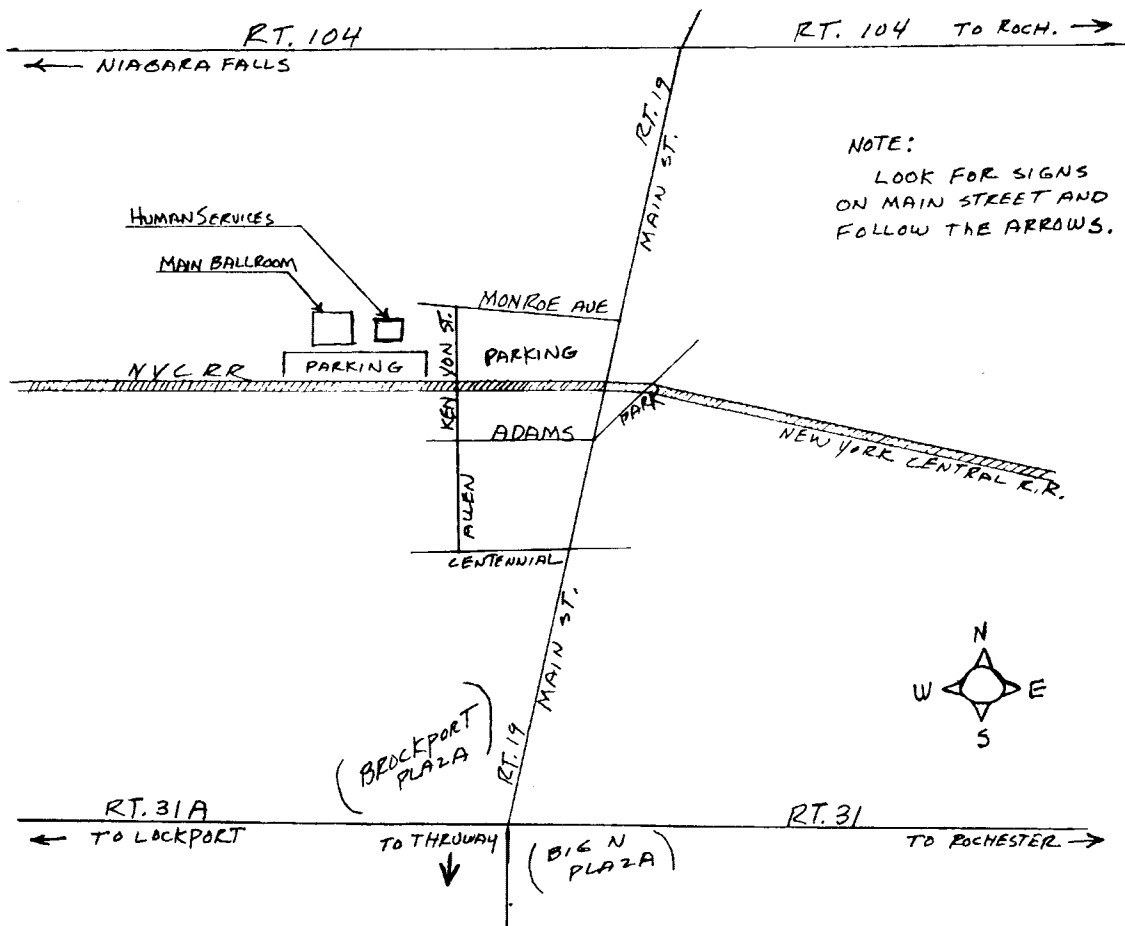 RT. 104
RT. 104 TO ROCH. →
← NIAGARA FALLS
RT. 19
MAIN ST.
NOTE:
LOOK FOR SIGNS
ON MAIN STREET AND
FOLLOW THE ARROWS.
HUMAN SERVICES
MAIN BALLROOM
MONROE AVE
KENYON ST.
PARKING
PARKING
NYC RR
PARK
ADAMS
NEW YORK CENTRAL R.R.
ALLEN
CENTENNIAL
MAIN ST.
RT. 19
N
W E
S
(BROCKPORT
PLAZA)
RT. 31A
RT. 31
← TO LOCKPORT
TO THRUWAY
↓
(BIG N
PLAZA)
TO ROCHESTER →